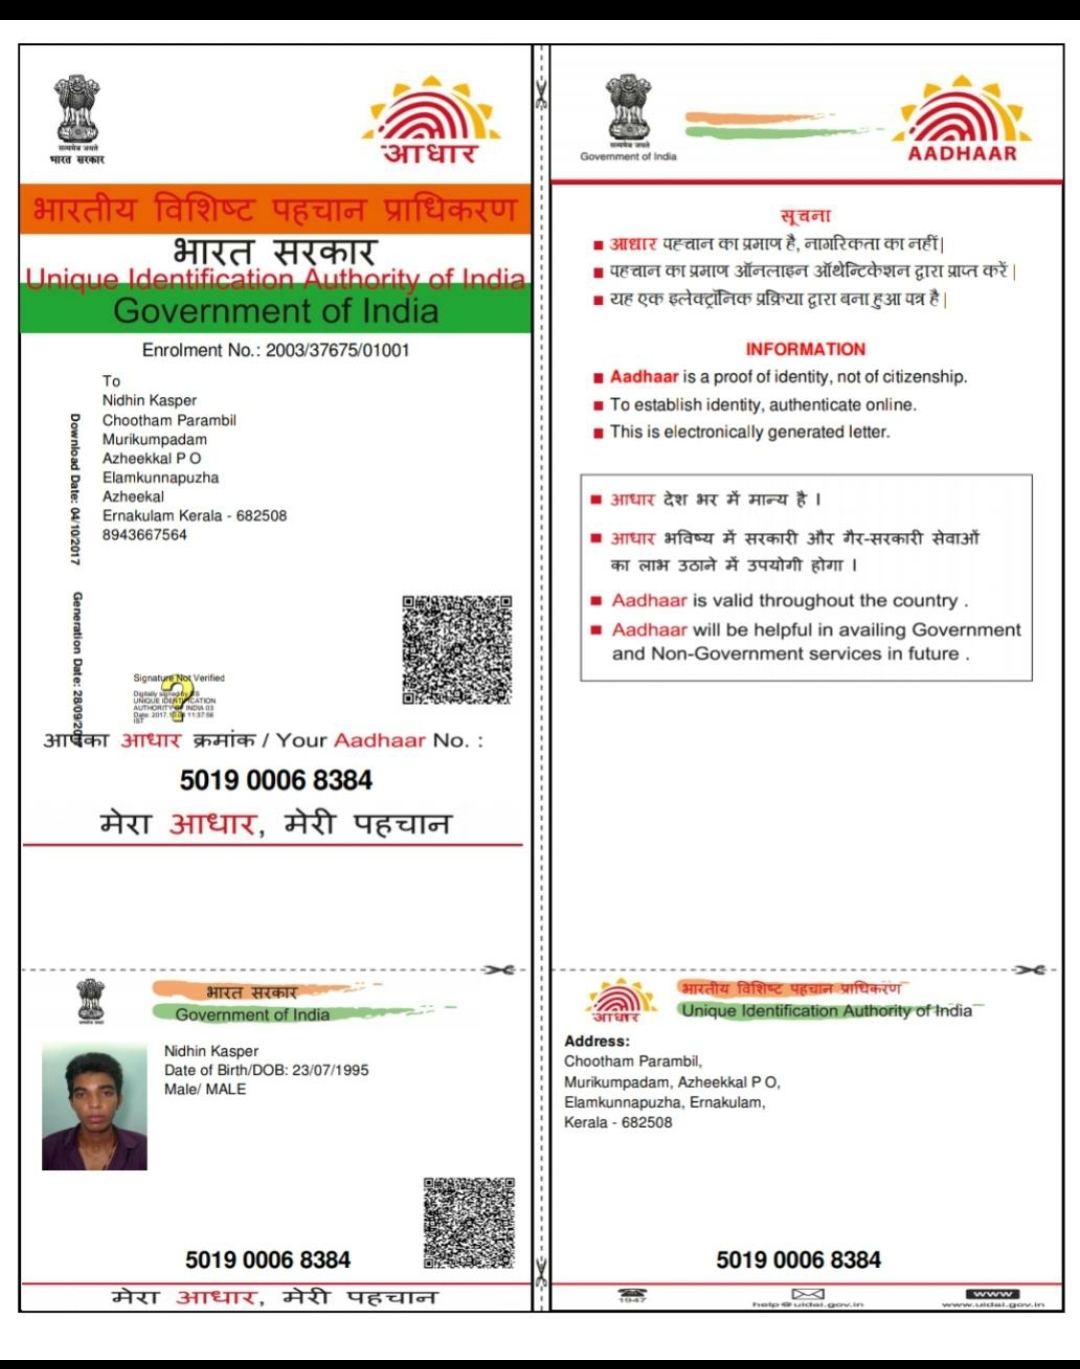 सत्यमेव जयते
भारत सरकार
आधार
भारतीय विशिष्ट पहचान प्राधिकरण
भारत सरकार
Unique Identification Authority of India
Government of India
Enrolment No.: 2003/37675/01001
To
Nidhin Kasper
Chootham Parambil
Murikumpadam
Azheekkal P O
Elamkunnapuzha
Azheekal
Ernakulam Kerala - 682508
8943667564
Download Date: 04/10/2017
Generation Date: 28/09/20
Signature Not Verified
?
Digitally signed by
UNIQUE IDENTIFICATION
AUTHORITY OF INDIA 03
Date: 2017. 11:37:56
IST
आपका आधार क्रमांक / Your Aadhaar No. :
5019 0006 8384
मेरा आधार, मेरी पहचान
भारत सरकार
Government of India
Nidhin Kasper
Date of Birth/DOB: 23/07/1995
Male/ MALE
5019 0006 8384
मेरा आधार, मेरी पहचान
सत्यमेव जयते
Government of India
AADHAAR
सूचना
आधार पहचान का प्रमाण है, नागरिकता का नहीं|
पहचान का प्रमाण ऑनलाइन ऑथेन्टिकेशन द्वारा प्राप्त करें |
यह एक इलेक्ट्रॉनिक प्रक्रिया द्वारा बना हुआ पत्र है |
INFORMATION
Aadhaar is a proof of identity, not of citizenship.
To establish identity, authenticate online.
This is electronically generated letter.
आधार देश भर में मान्य है ।
आधार भविष्य में सरकारी और गैर-सरकारी सेवाओं
का लाभ उठाने में उपयोगी होगा ।
Aadhaar is valid throughout the country .
Aadhaar will be helpful in availing Government
and Non-Government services in future .
आधार
भारतीय विशिष्ट पहचान प्राधिकरण
Unique Identification Authority of India
Address:
Chootham Parambil,
Murikumpadam, Azheekkal P O,
Elamkunnapuzha, Ernakulam,
Kerala - 682508
5019 0006 8384
1947
help@uidai.gov.in
www
www.uidai.gov.in